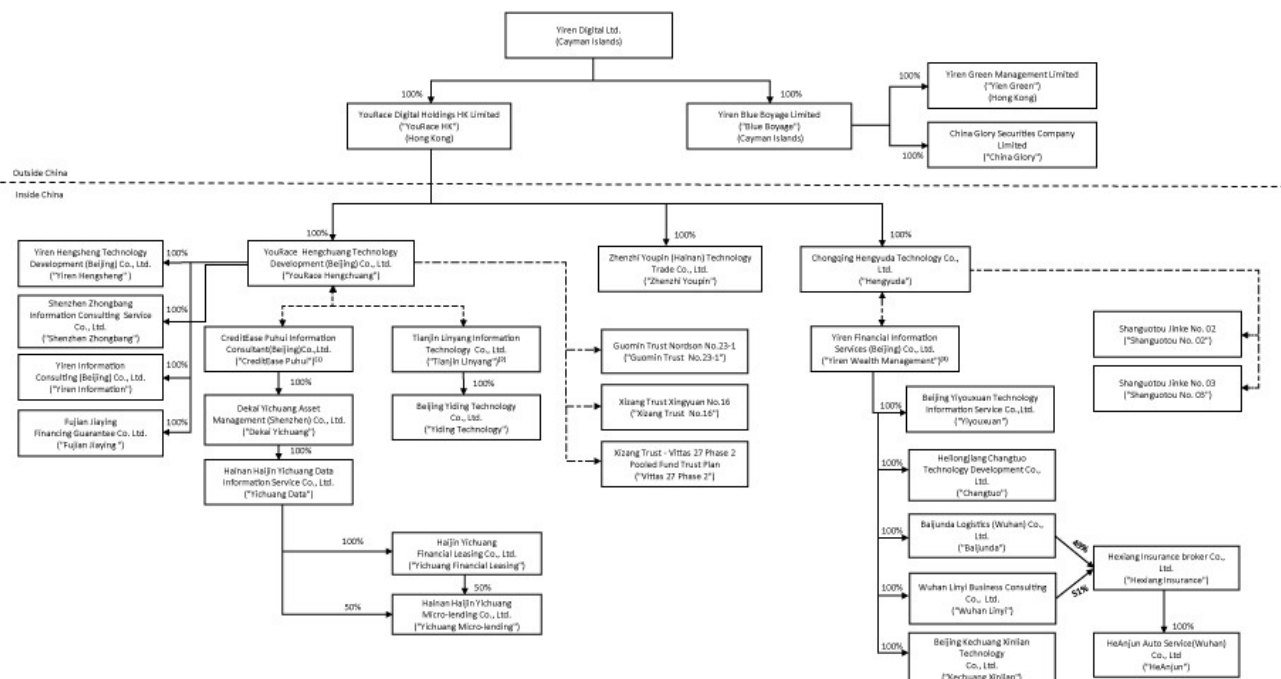 Yiren Digital Ltd.
(Cayman Islands)
100%
100%
YouRace Digital Holdings HK Limited
("YouRace HK")
(Hong Kong)
Yiren Blue Boyage Limited
("Blue Boyage")
(Cayman Islands)
100%
Yiren Green Management Limited
("Yien Green")
(Hong Kong)
100%
China Glory Securities Company
Limited
("China Glory")
Outside China
Inside China
100%
100%
100%
Yiren Hengsheng Technology
Development (Beijing) Co., Ltd.
("Yiren Hengsheng")
100%
YouRace Hengchuang Technology
Development (Beijing) Co., Ltd.
("YouRace Hengchuang")
Zhenzhi Youpin (Hainan) Technology
Trade Co., Ltd.
("Zhenzhi Youpin")
Chongqing Hengyuda Technology Co.,
Ltd.
("Hengyuda")
Shenzhen Zhongbang
Information Consulting Service
Co., Ltd.
("Shenzhen Zhongbang")
100%
Yiren Information
Consulting (Beijing) Co., Ltd.
("Yiren Information")
100%
Fujian Jiaying
Financing Guarantee Co. Ltd.
("Fujian Jiaying ")
100%
CreditEase Puhui Information
Consultant(Beijing)Co.,Ltd.
("CreditEase Puhui")(1)
100%
Dekai Yichuang Asset
Management (Shenzhen) Co., Ltd.
("Dekai Yichuang")
100%
Hainan Haijin Yichuang Data
Information Service Co., Ltd.
("Yichuang Data")
Tianjin Linyang Information
Technology Co., Ltd.
("Tianjin Linyang")(2)
100%
Beijing Yiding Technology
Co., Ltd.
("Yiding Technology")
100%
Haijin Yichuang
Financial Leasing Co., Ltd.
("Yichuang Financial Leasing")
50%
50%
Hainan Haijin Yichuang
Micro-lending Co., Ltd.
("Yichuang Micro-lending")
Guomin Trust Nordson No.23-1
("Guomin Trust No.23-1")
Xizang Trust Xingyuan No.16
("Xizang Trust No.16")
Xizang Trust - Vittas 27 Phase 2
Pooled Fund Trust Plan
("Vittas 27 Phase 2")
Yiren Financial Information
Services (Beijing) Co., Ltd.
("Yiren Wealth Management")(3)
100%
Beijing Yiyouxuan Technology
Information Service Co.,Ltd.
("Yiyouxuan")
100%
Heilongjiang Changtuo
Technology Development Co.,
Ltd.
("Changtuo")
100%
Baijunda Logistics (Wuhan) Co.,
Ltd.
("Baijunda")
100%
Wuhan Linyi Business Consulting
Co., Ltd.
("Wuhan Linyi")
100%
Beijing Kechuang Xinlian
Technology
Co., Ltd.
("Kechuang Xinlian")
49%
51%
Hexiang Insurance broker Co.,
Ltd.
("Hexiang Insurance")
100%
HeAnjun Auto Service(Wuhan)
Co., Ltd
("HeAnjun")
Shanguotou Jinke No. 02
("Shanguotou No. 02")
Shanguotou Jinke No. 03
("Shanguotou No. 03")